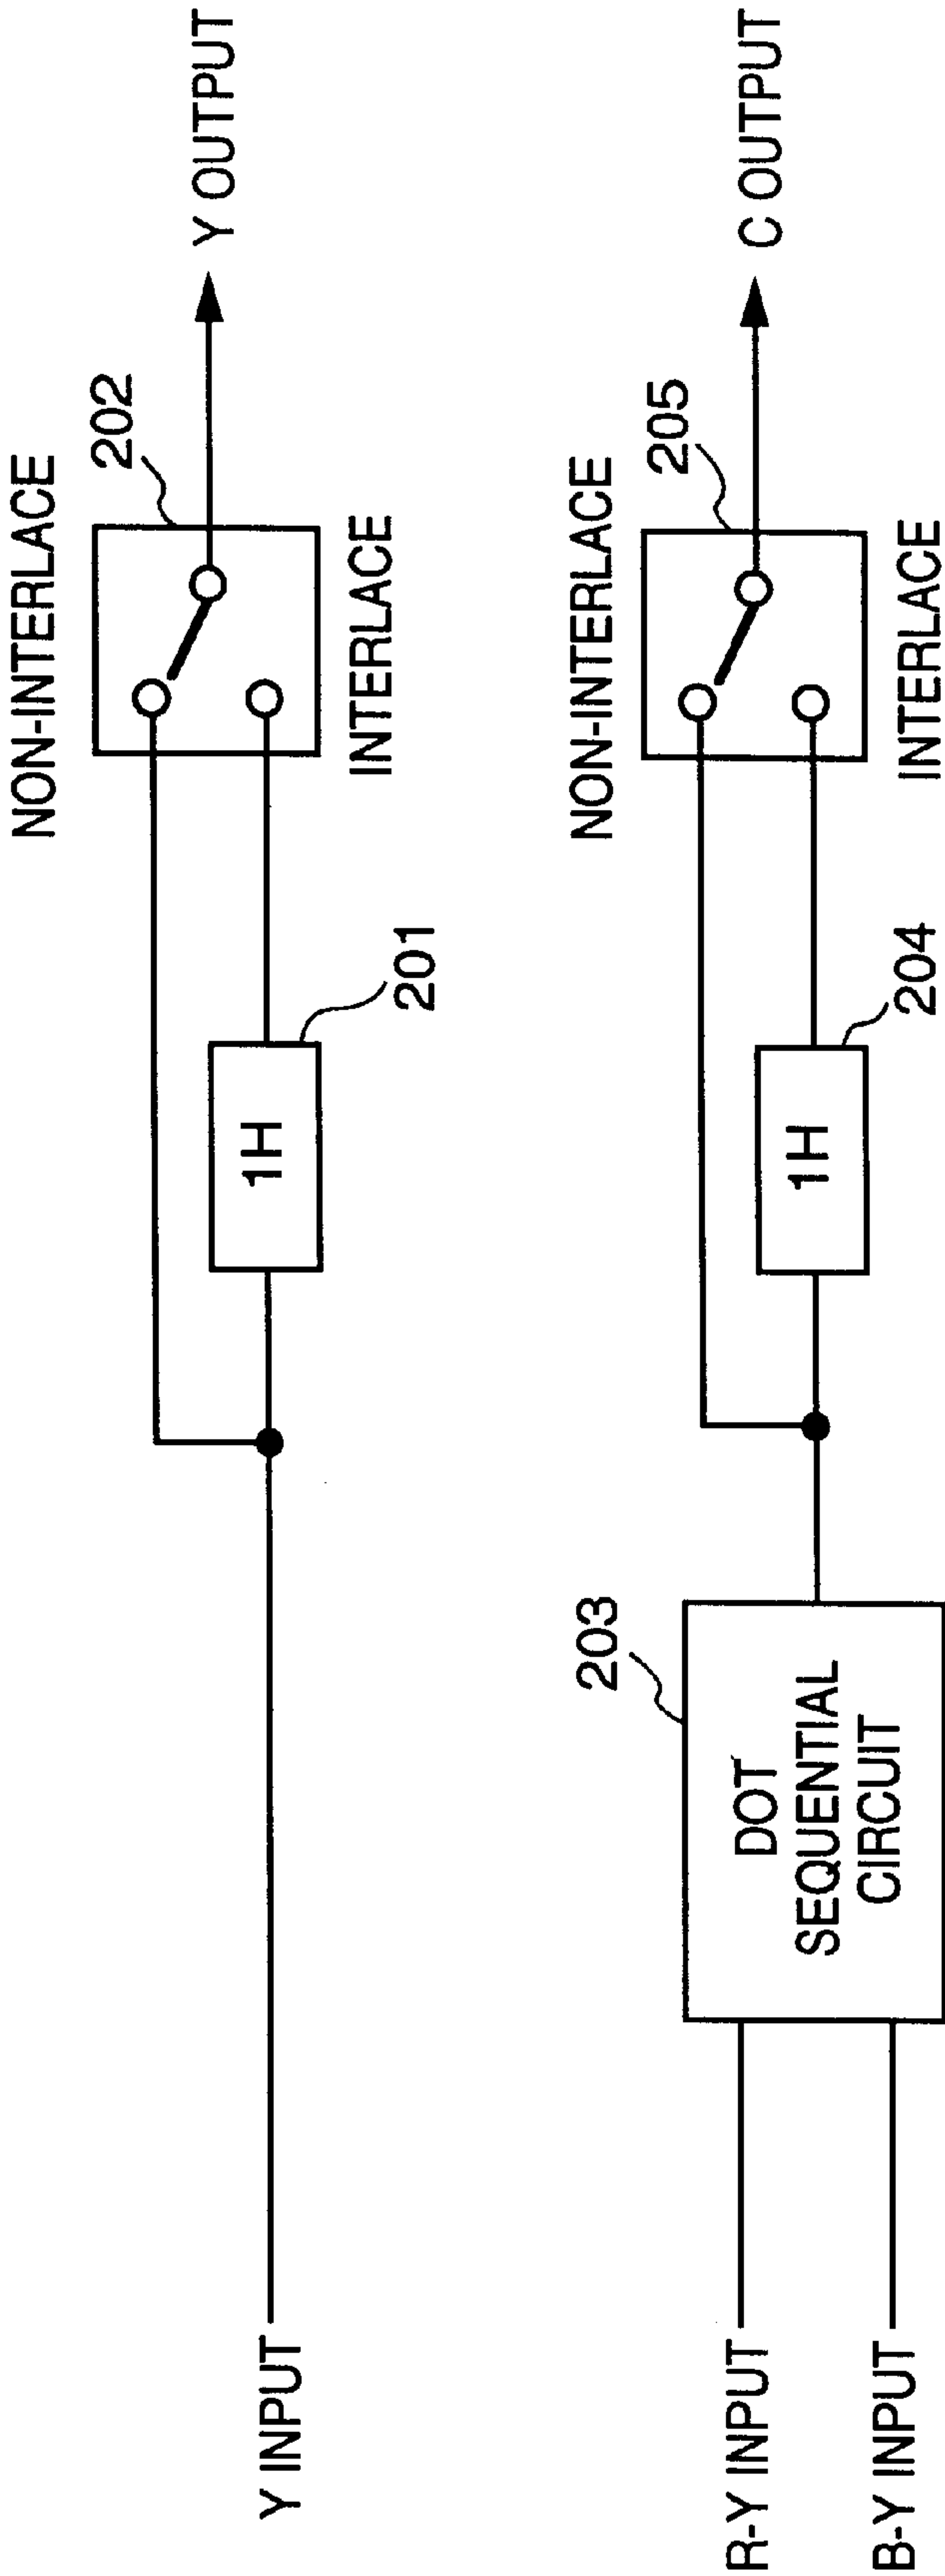 NON-INTERLACE
202
Y OUTPUT
INTERLACE
1H
201
Y INPUT
NON-INTERLACE
205
C OUTPUT
INTERLACE
1H
204
203
DOT
SEQUENTIAL
CIRCUIT
R-Y INPUT
B-Y INPUT